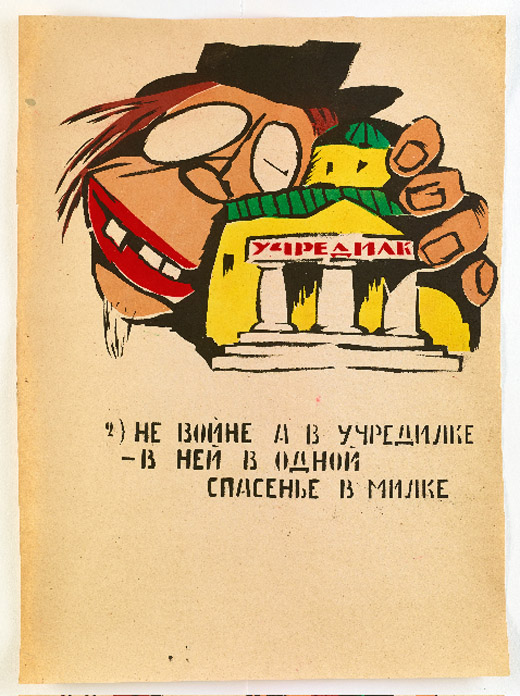 УЧРЕДИЛК
2) НЕ ВОЙНЕ А В УЧРЕДИЛКЕ
– В НЕЙ В ОДНОЙ
СПАСЕНЬЕ В МИЛКЕ